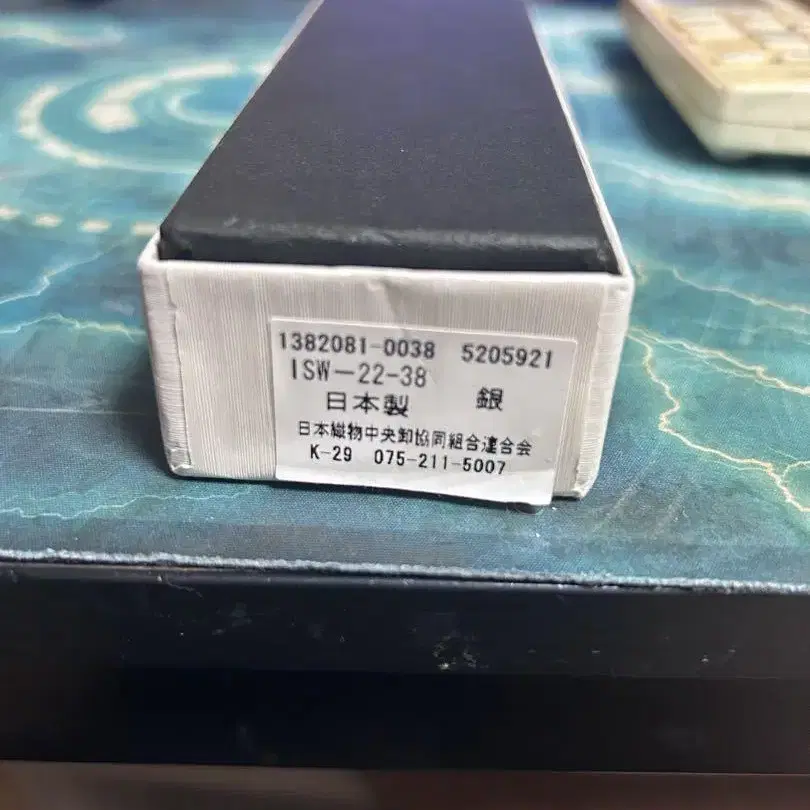 1382081-0038 5205921
ISW-22-38
日本製 銀
日本織物中央卸協同組合連合会
K-29 075-211-5007